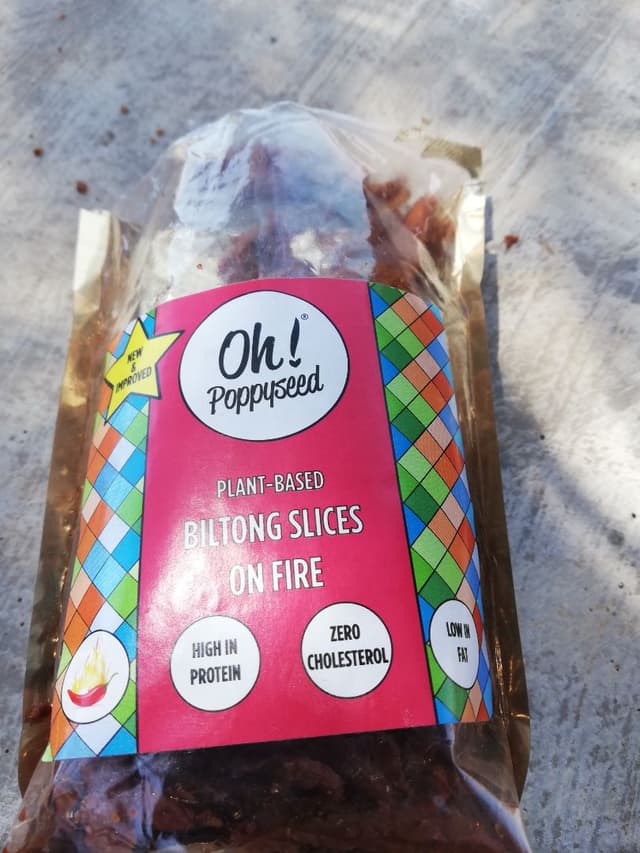 NEW
&
IMPROVED
Oh!®
Poppyseed
PLANT-BASED
BILTONG SLICES
ON FIRE
HIGH IN
PROTEIN
ZERO
CHOLESTEROL
LOW IN
FAT